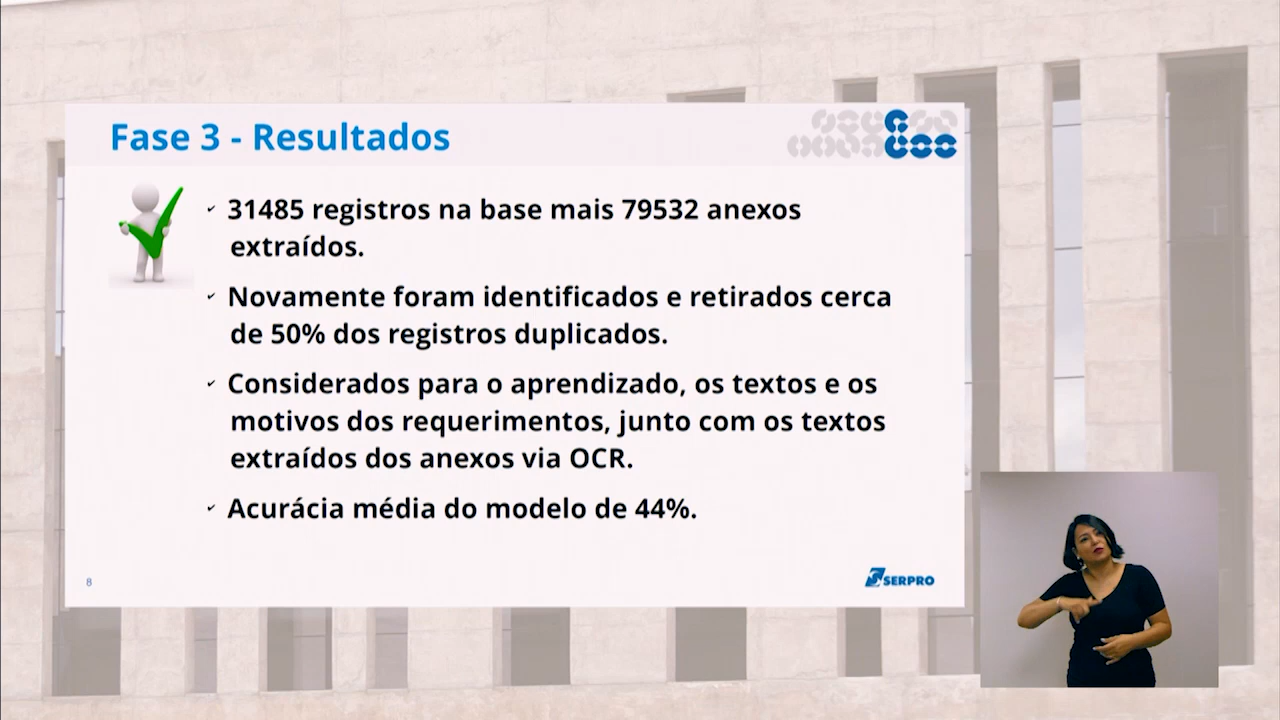 Fase 3 - Resultados
31485 registros na base mais 79532 anexos
extraídos.
Novamente foram identificados e retirados cerca
de 50% dos registros duplicados.
Considerados para o aprendizado, os textos e os
motivos dos requerimentos, junto com os textos
extraídos dos anexos via OCR.
Acurácia média do modelo de 44%.
8
SERPRO